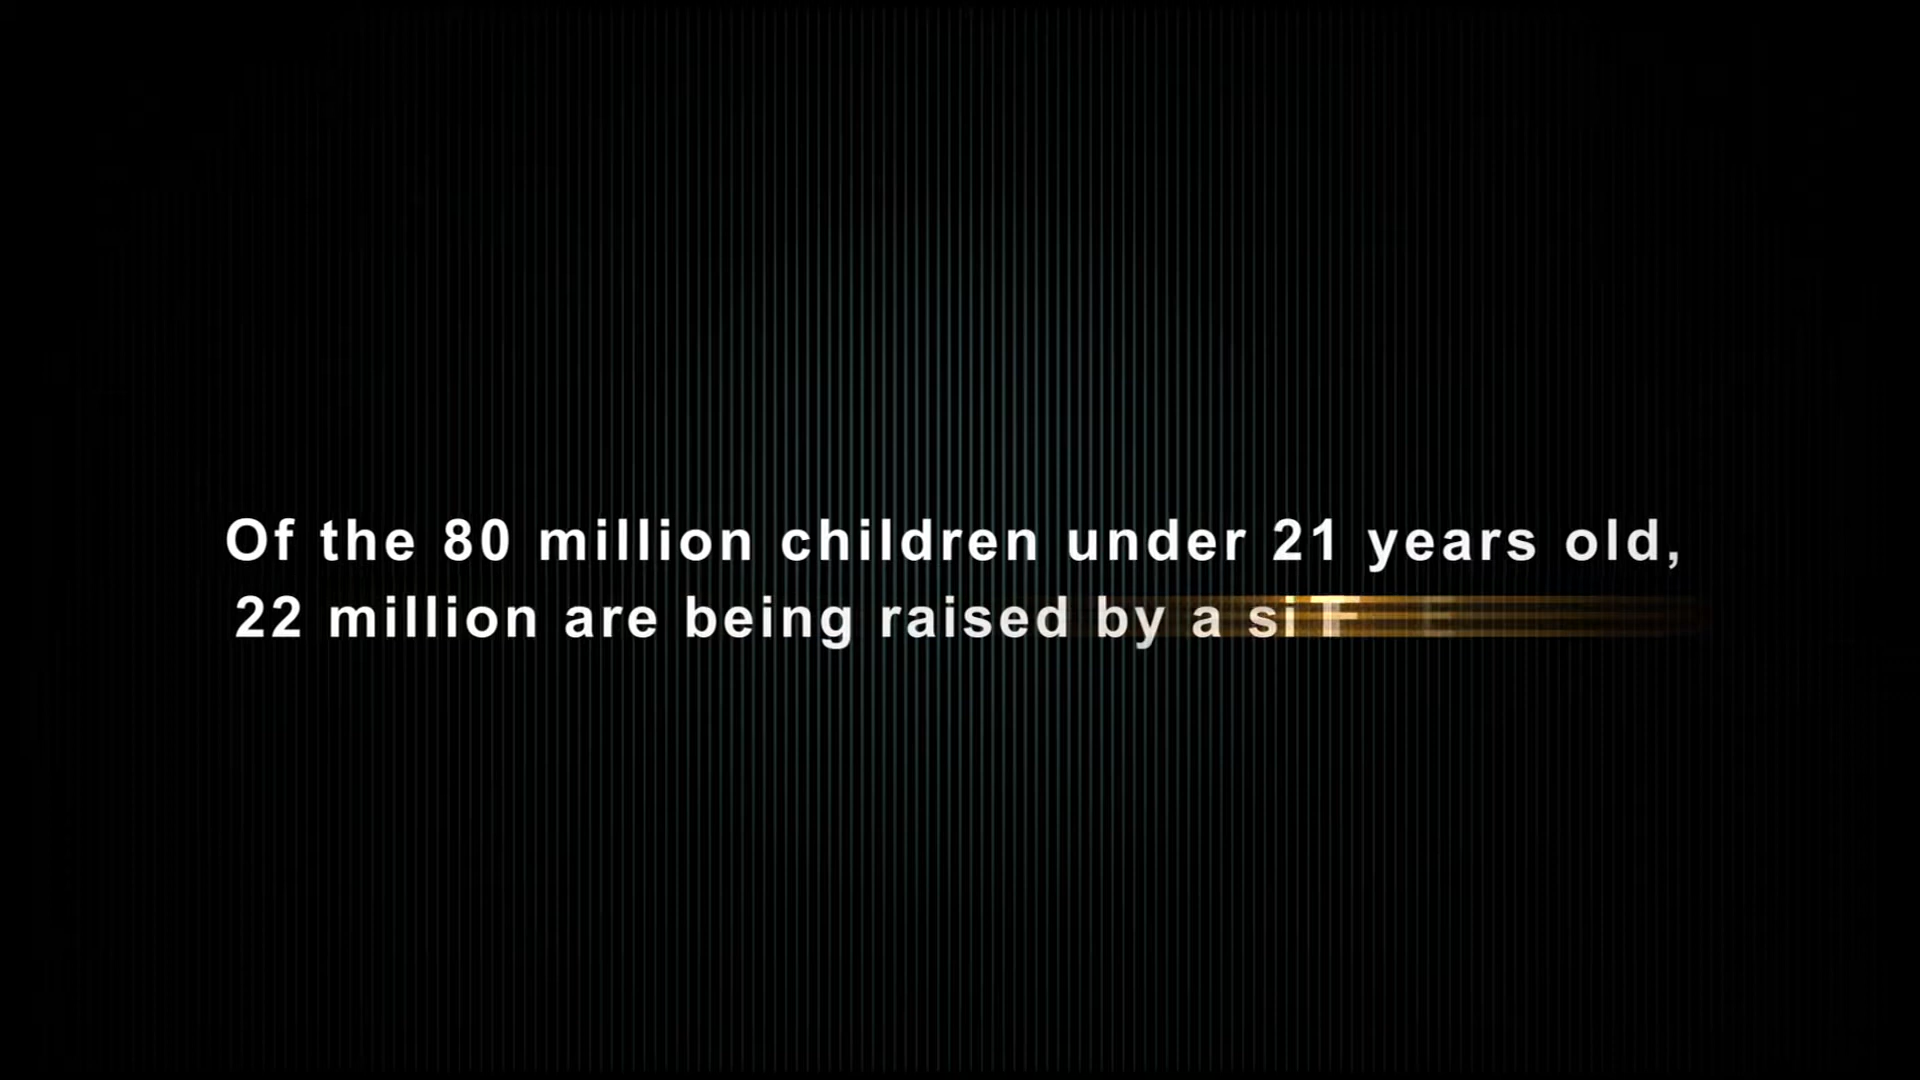 Of the 80 million children under 21 years old,
22 million are being raised by a si